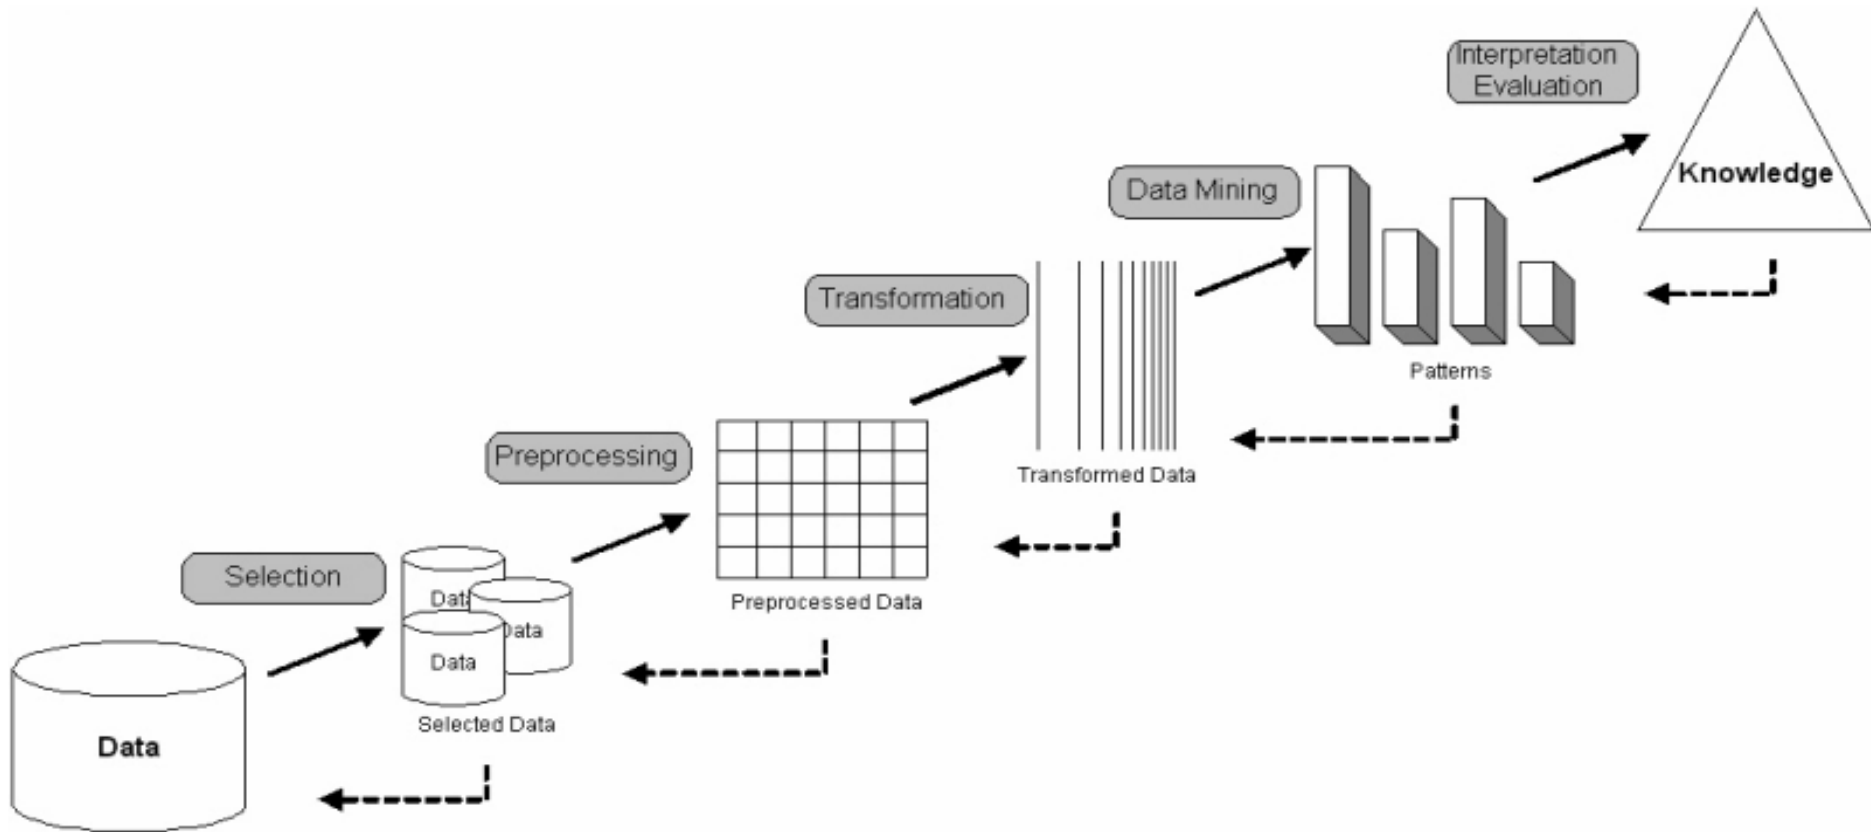 Interpretation
Evaluation
Knowledge
Data Mining
Patterns
Transformation
Transformed Data
Preprocessing
Preprocessed Data
Selection
Data
Data
Data
Selected Data
Data